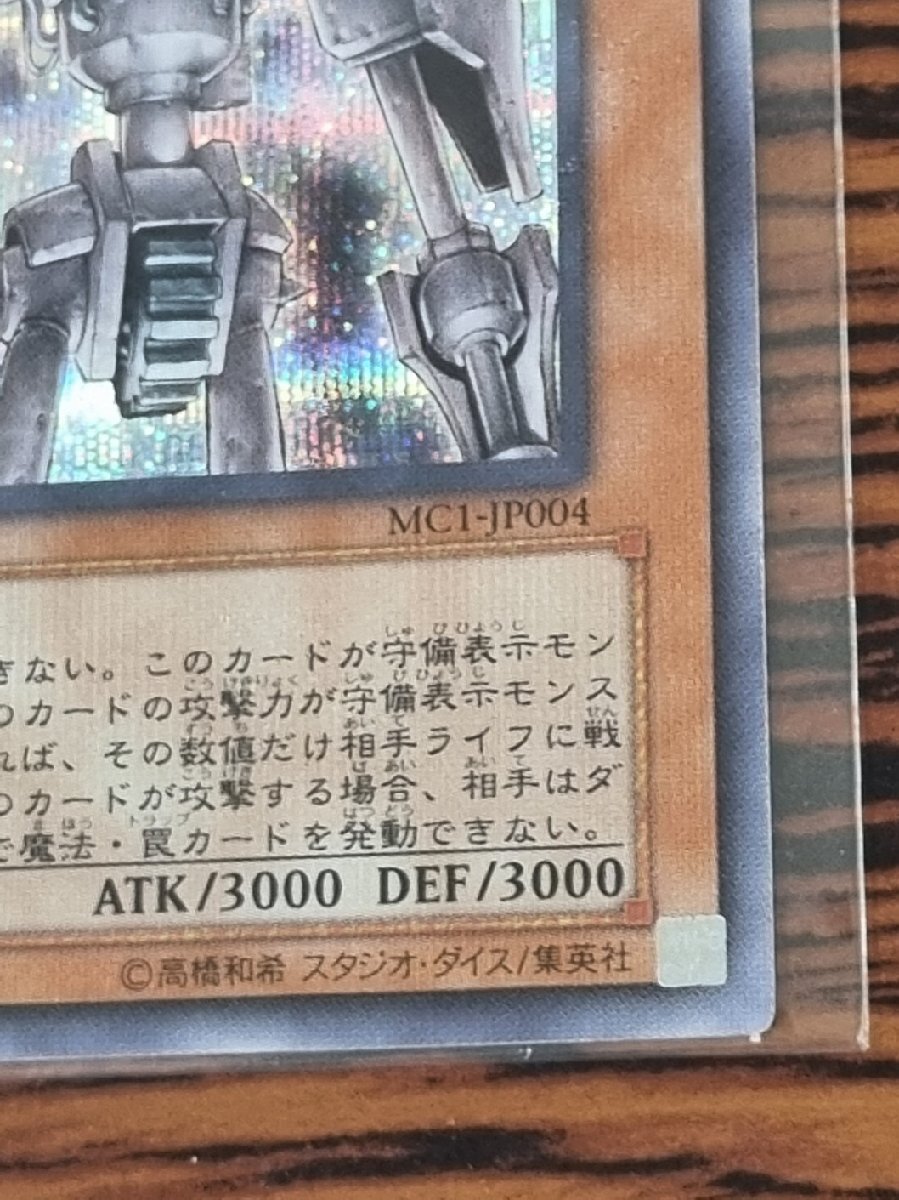 MC1-JP004
きない。このカードが守備表示モン
のカードの攻撃力が守備表示モンス
れば、その数値だけ相手ライフに戦
のカードが攻撃する場合、相手はダ
で魔法・罠カードを発動できない。
ATK/3000 DEF/3000
©高橋和希 スタジオ・ダイス/集英社